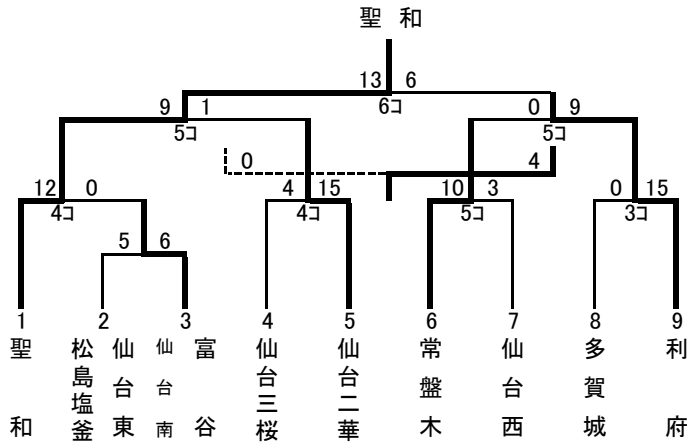 聖和
13 6
6コ
9 1
5コ
0 9
5コ
0
4
12 0
4コ
4 15
4コ
10 3
5コ
0 15
3コ
5 6
1
2
3
4
5
6
7
8
9
聖和
松島塩釜
仙台東
仙台南
富谷
仙台三桜
仙台二華
常盤木
仙台西
多賀城
利府